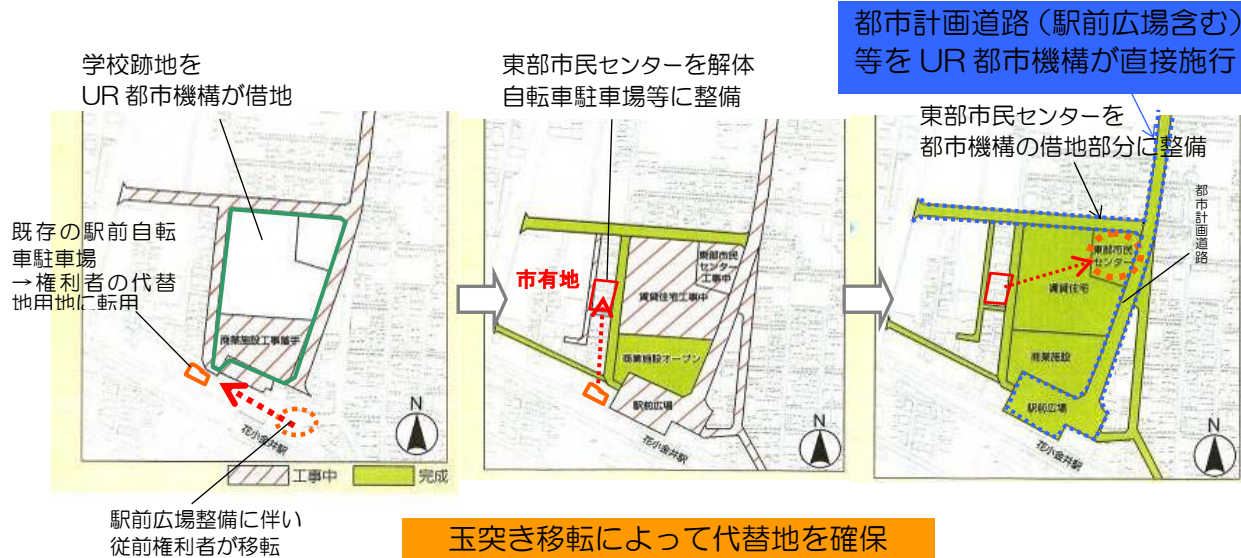 都市計画道路（駅前広場含む）
等をUR都市機構が直接施行
学校跡地を
UR都市機構が借地
東部市民センターを解体
自転車駐車場等に整備
東部市民センターを
都市機構の借地部分に整備
既存の駅前自転
車駐車場
→権利者の代替
地用地に転用
商業施設工事着手
花小金井駅
N
工事中
完成
駅前広場整備に伴い
従前権利者が移転
市有地
東部市民
センター
工事中
賃貸住宅工事中
商業施設オープン
駅前広場
花小金井駅
N
都市計画道路
東部市民
センター
賃貸住宅
商業施設
駅前広場
花小金井駅
N
玉突き移転によって代替地を確保